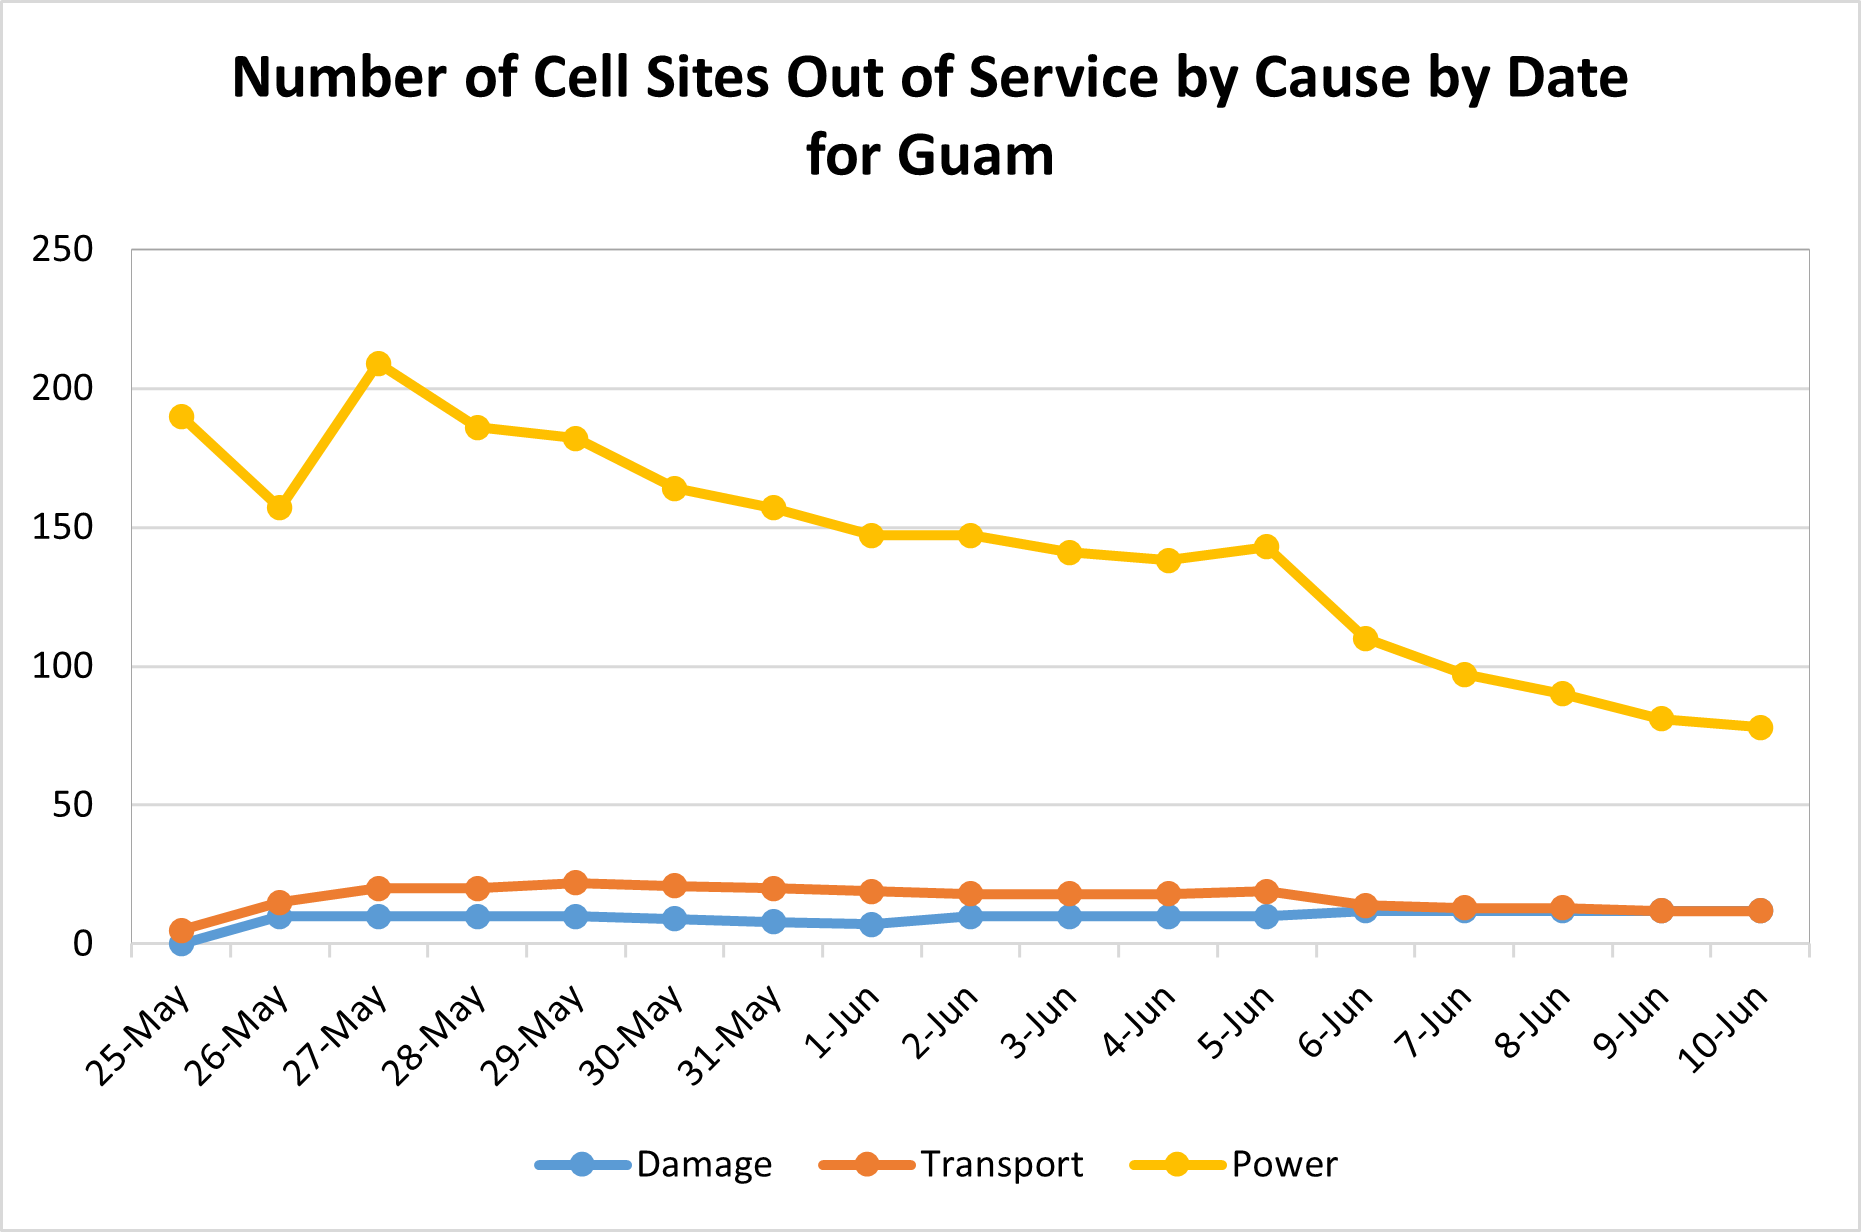 Number of Cell Sites Out of Service by Cause by Date
for Guam
250
200
150
100
50
0
25-May
26-May
27-May
28-May
29-May
30-May
31-May
1-Jun
2-Jun
3-Jun
4-Jun
5-Jun
6-Jun
7-Jun
8-Jun
9-Jun
10-Jun
Damage
Transport
Power